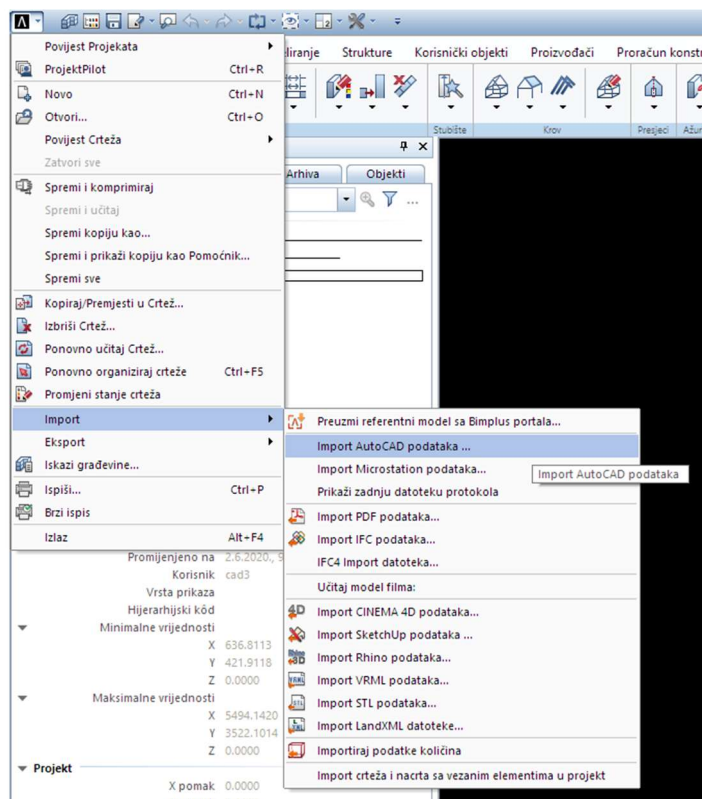 Povijest Projekata
ProjektPilot Ctrl+R
Novo Ctrl+N
Otvori... Ctrl+O
Povijest Crteža
Zatvori sve
Spremi i komprimiraj
Spremi i učitaj
Spremi kopiju kao...
Spremi i prikaži kopiju kao Pomoćnik...
Spremi sve
Kopiraj/Premjesti u Crtež...
Izbriši Crtež...
Ponovno učitaj Crtež...
Ponovno organiziraj crteže Ctrl+F5
Promjeni stanje crteža
Import
Eksport
Iskazi građevine...
Ispiši... Ctrl+P
Brzi ispis
Izlaz Alt+F4
Strukture Korisnički objekti Proizvođači Proračun
Stubište Krov Presjeci
Arhiva Objekti
Preuzmi referentni model sa Bimplus portala...
Import AutoCAD podataka ...
Import Microstation podataka...
Import AutoCAD podataka
Prikaži zadnju datoteku protokola
Import PDF podataka...
Import IFC podataka...
IFC4 Import datoteka...
Učitaj model filma:
Import CINEMA 4D podataka...
Import SketchUp podataka ...
Import Rhino podataka...
Import VRML podataka...
Import STL podataka...
Import LandXML datoteke...
Importiraj podatke količina
Import crteža i nacrta sa vezanim elementima u projekt
Promijenjeno na 2.6.2020., 9
Korisnik cad3
Vrsta prikaza
Hijerarhijski kôd
Minimalne vrijednosti
X 636.8113
Y 421.9118
Z 0.0000
Maksimalne vrijednosti
X 5494.1420
Y 3522.1014
Z 0.0000
Projekt
X pomak 0.0000